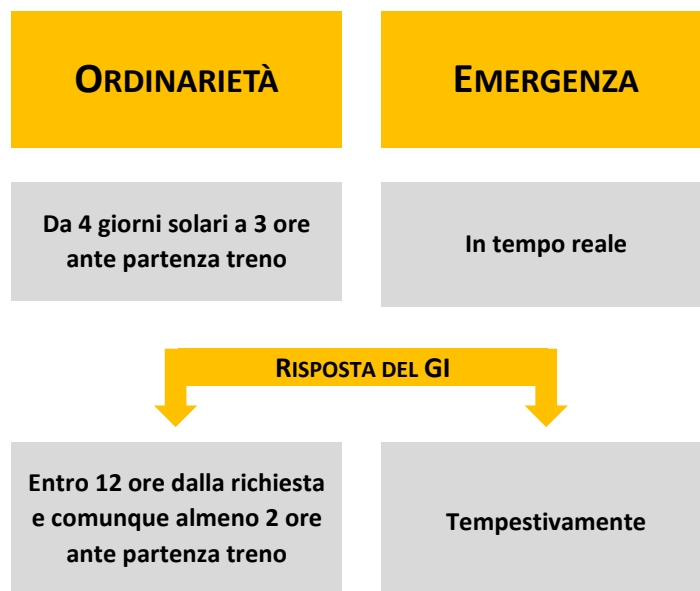 ORDINARIETÀ
EMERGENZA
Da 4 giorni solari a 3 ore
ante partenza treno
In tempo reale
RISPOSTA DEL GI
Entro 12 ore dalla richiesta
e comunque almeno 2 ore
ante partenza treno
Tempestivamente